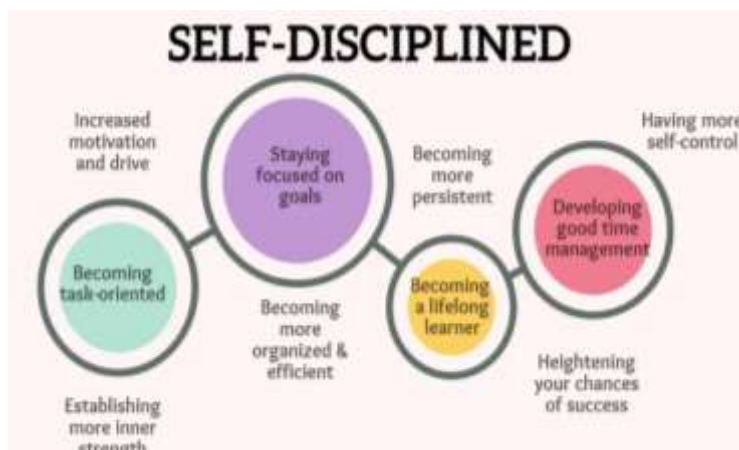 SELF-DISCIPLINED
Increased
motivation
and drive
Staying
focused on
goals
Becoming
more
persistent
Having more
self-control
Becoming
task-oriented
Developing
good time
management
Becoming
more
organized &
efficient
Becoming
a lifelong
learner
Heightening
your chances
of success
Establishing
more inner
strength